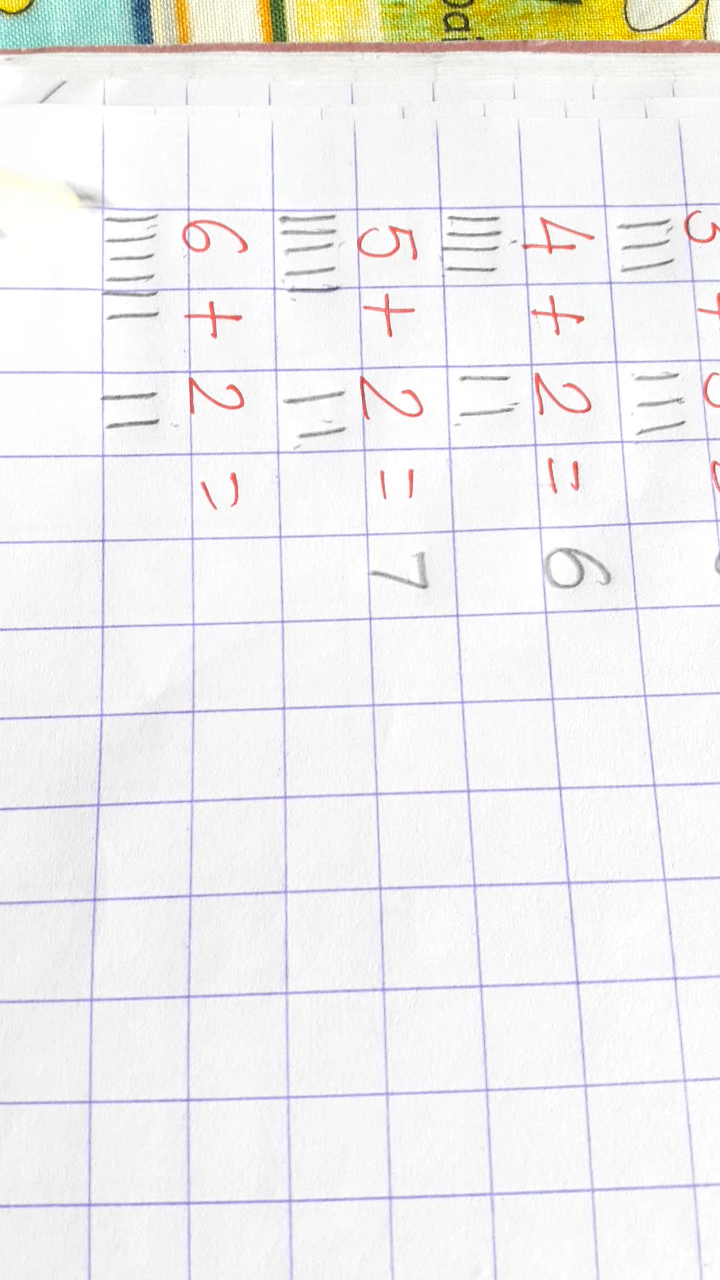 4 + 2 = 6
5 + 2 = 7
6 + 2 =